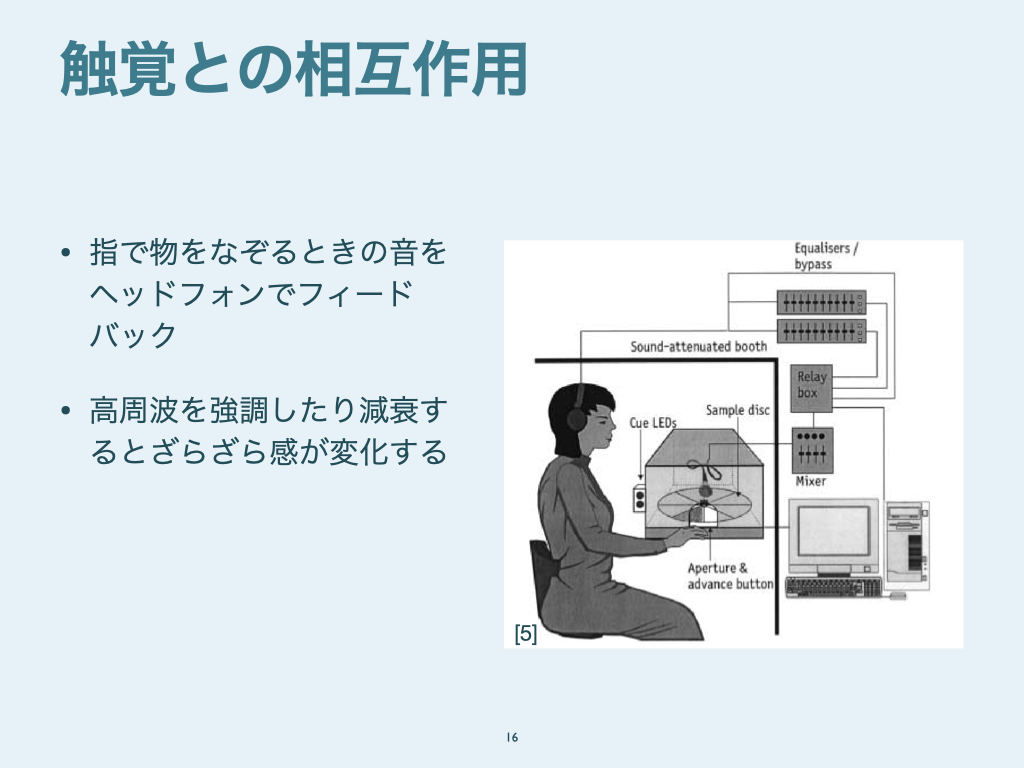 触覚との相互作用
• 指で物をなぞるときの音を
ヘッドフォンでフィード
バック
• 高周波を強調したり減衰す
るとざらざら感が変化する
Equalisers /
bypass
Sound-attenuated booth
Relay
box
Sample disc
Cue LEDs
Mixer
Aperture &
advance button
[5]
16